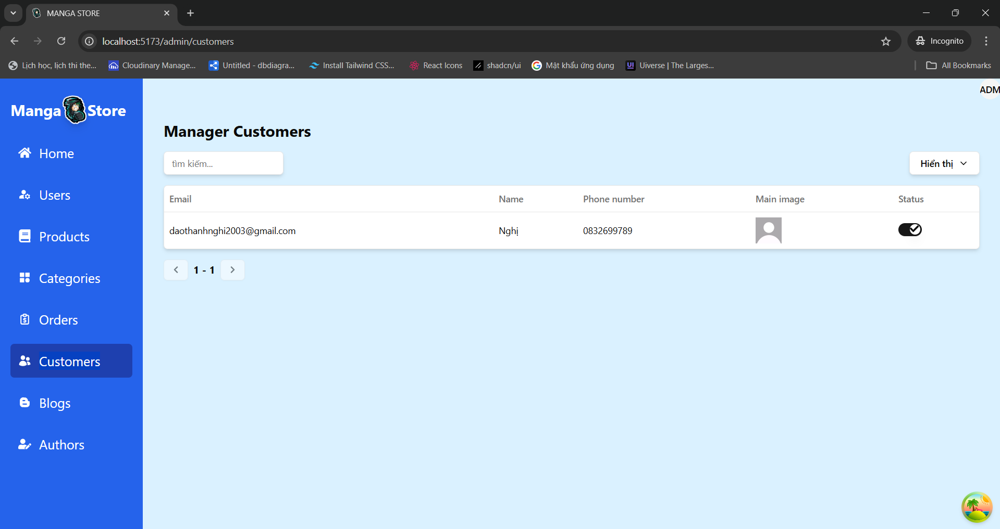 MANGA STORE
localhost:5173/admin/customers
Incognito
Lịch học, lịch thi the...
Cloudinary Manage...
Untitled - dbdiagra...
Install Tailwind CSS...
React Icons
shadcn/ui
Mật khẩu ứng dụng
UI
Uiverse | The Larges...
All Bookmarks
Manga Store
ADM
Home
Users
Products
Categories
Orders
Customers
Blogs
Authors
Manager Customers
tìm kiếm...
Hiển thị
Email Name Phone number Main image Status
daothanhnghi2003@gmail.com Nghị 0832699789
1 - 1